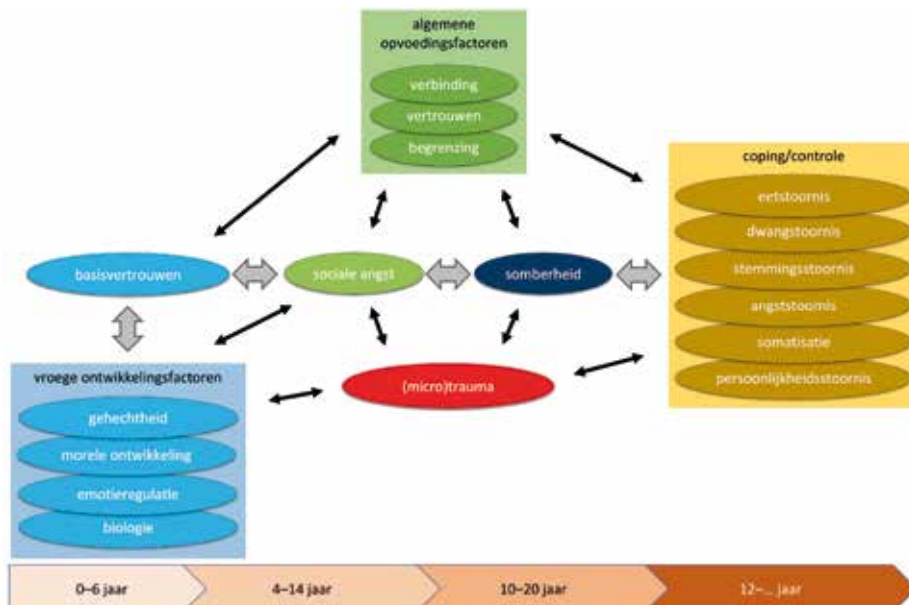 algemene
opvoedingsfactoren
verbinding
vertrouwen
begrenzing
coping/controle
eetstoornis
dwangstoornis
stemmingsstoornis
angststoornis
somatisatie
persoonlijkheidsstoornis
basisvertrouwen
sociale angst
somberheid
(micro)trauma
vroege ontwikkelingsfactoren
gehechtheid
morele ontwikkeling
emotieregulatie
biologie
0–6 jaar
4–14 jaar
10–20 jaar
12–... jaar